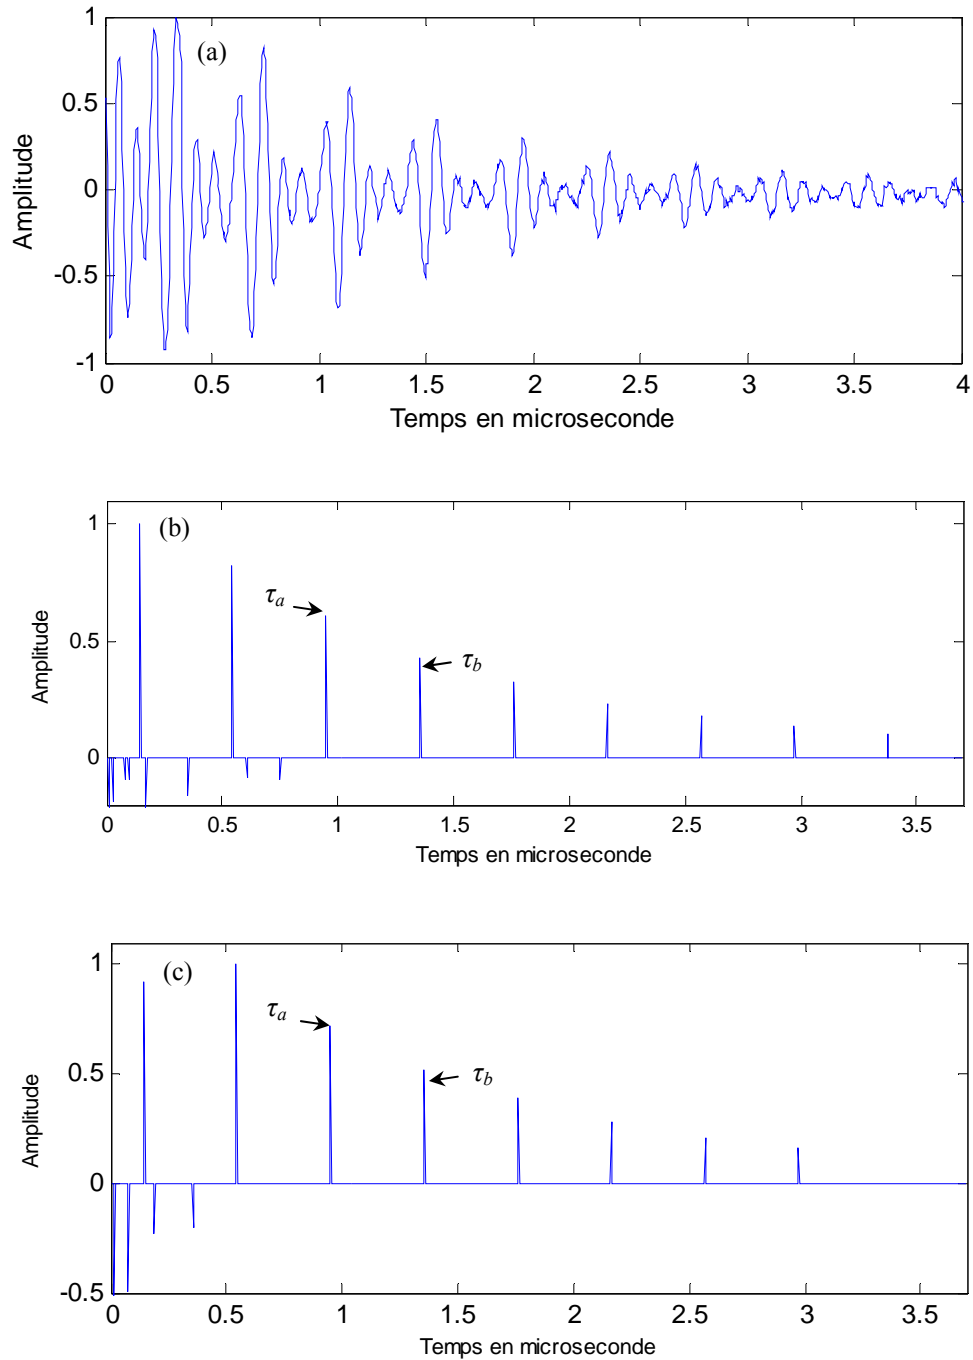 1
(a)
0.5
Amplitude
0
-0.5
-1
0 0.5 1 1.5 2 2.5 3 3.5 4
Temps en microseconde
1
(b)
τa
τb
0.5
Amplitude
0
0 0.5 1 1.5 2 2.5 3 3.5
Temps en microseconde
1
(c)
τa
τb
0.5
Amplitude
0
-0.5
0 0.5 1 1.5 2 2.5 3 3.5
Temps en microseconde